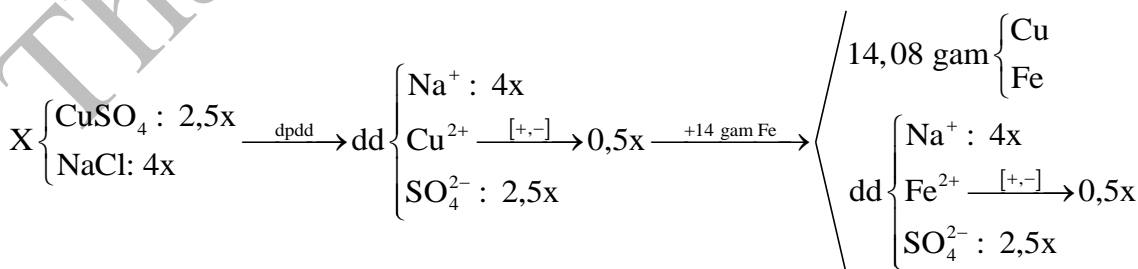 X { CuSO₄ : 2,5x
NaCl: 4x
dpdd
dd { Na⁺ : 4x
Cu²⁺ [+,−] 0,5x
SO₄²⁻ : 2,5x
+14 gam Fe
14,08 gam { Cu
Fe
dd { Na⁺ : 4x
Fe²⁺ [+,−] 0,5x
SO₄²⁻ : 2,5x